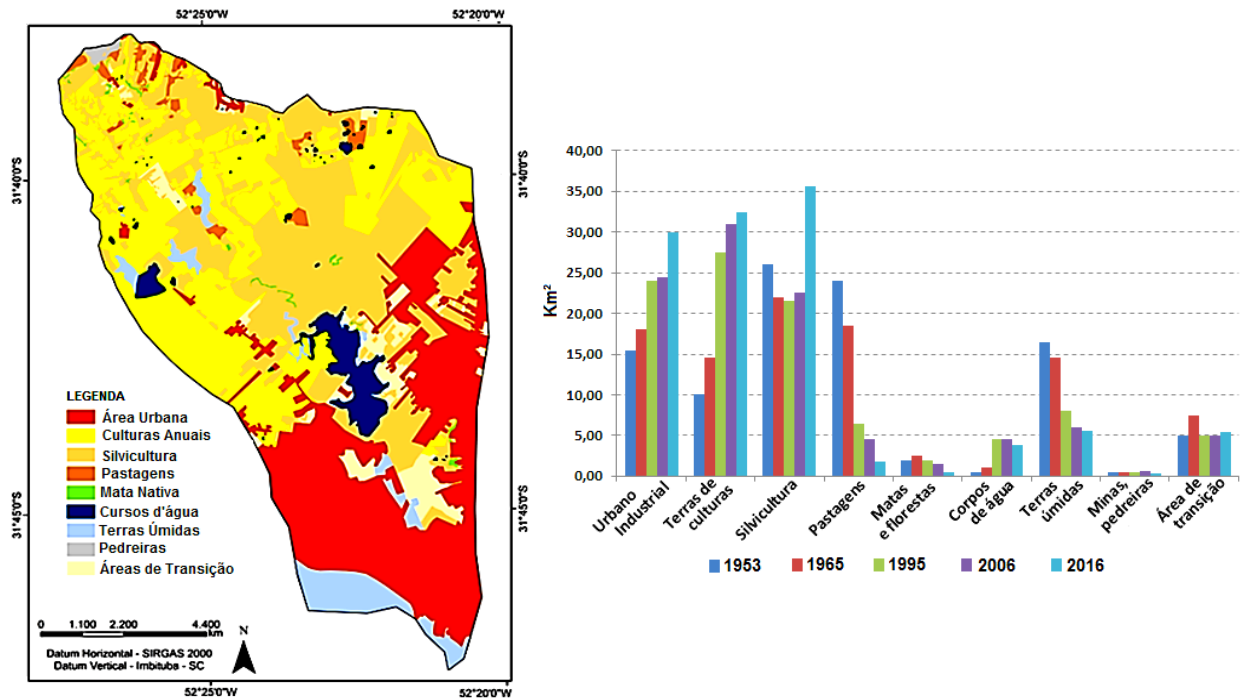 52°25'0"W
52°20'0"W
31°40'0"S
31°40'0"S
31°45'0"S
31°45'0"S
LEGENDA
Área Urbana
Culturas Anuais
Silvicultura
Pastagens
Mata Nativa
Cursos d'água
Terras Úmidas
Pedreiras
Áreas de Transição
0 1.100 2.200 4.400
km
N
Datum Horizontal - SIRGAS 2000
Datum Vertical - Imbituba - SC
52°25'0"W
52°20'0"W
40,00
35,00
30,00
25,00
20,00
15,00
10,00
5,00
0,00
Km²
Urbano
Industrial
Terras de
culturas
Silvicultura
Pastagens
Matas
e florestas
Corpos
de água
Terras
úmidas
Minas,
pedreiras
Área de
transição
1953 1965 1995 2006 2016